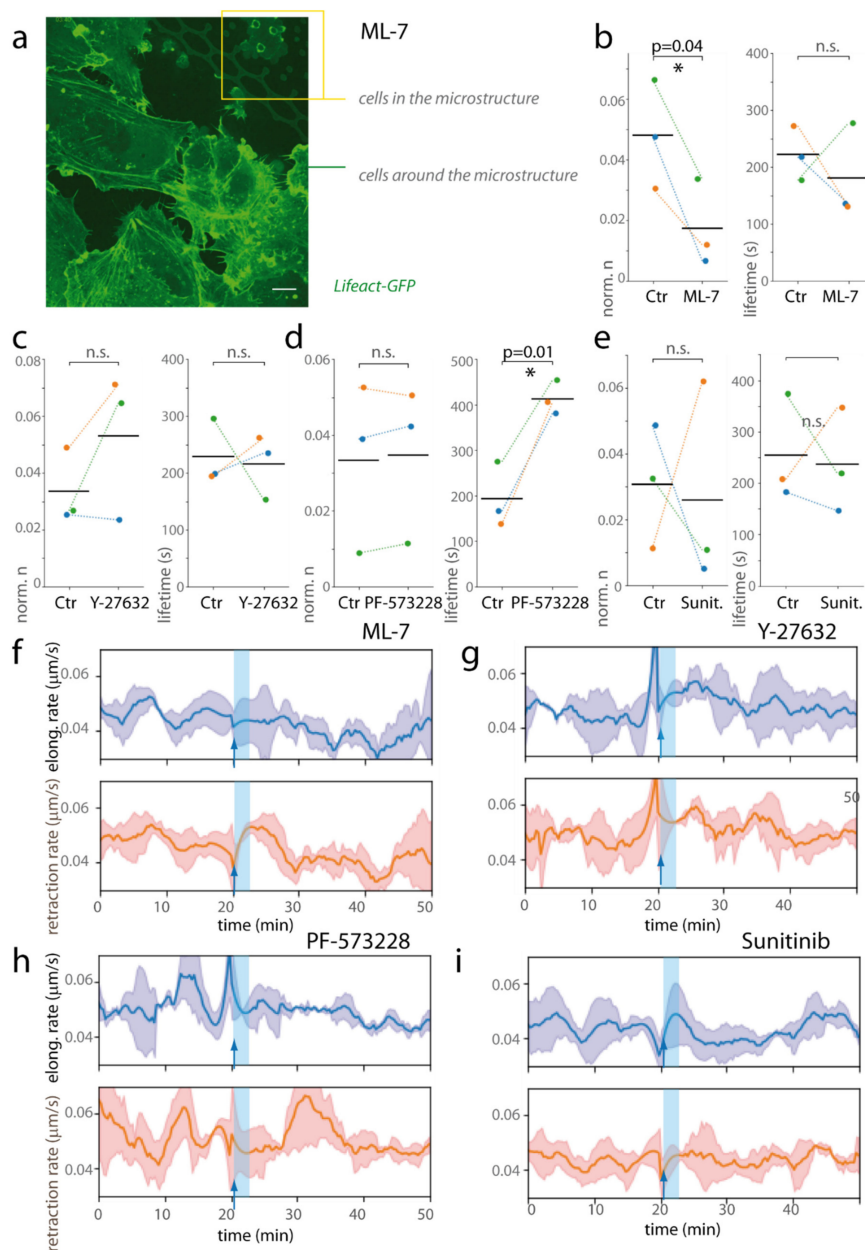 a
ML-7
cells in the microstructure
cells around the microstructure
Lifeact-GFP
b
p=0.04
*
norm. n
0.06
0.04
0.02
0
Ctr ML-7
n.s.
lifetime (s)
400
300
200
100
0
Ctr ML-7
c
n.s.
norm. n
0.08
0.06
0.04
0.02
0
Ctr Y-27632
n.s.
lifetime (s)
400
300
200
100
0
Ctr Y-27632
d
n.s.
norm. n
0.06
0.04
0.02
0
Ctr PF-573228
p=0.01
*
lifetime (s)
500
400
300
200
100
0
Ctr PF-573228
e
n.s.
norm. n
0.06
0.04
0.02
0
Ctr Sunit.
n.s.
lifetime (s)
400
300
200
100
0
Ctr Sunit.
f
ML-7
elong. rate (µm/s)
0.06
0.04
retraction rate (µm/s)
0.06
0.04
0 10 20 30 40 50
time (min)
g
Y-27632
0.06
0.04
50
0.06
0.04
0 10 20 30 40
time (min)
h
PF-573228
elong. rate (µm/s)
0.06
0.04
retraction rate (µm/s)
0.06
0.04
0 10 20 30 40 50
time (min)
i
Sunitinib
0.06
0.04
0.06
0.04
0 10 20 30 40 50
time (min)